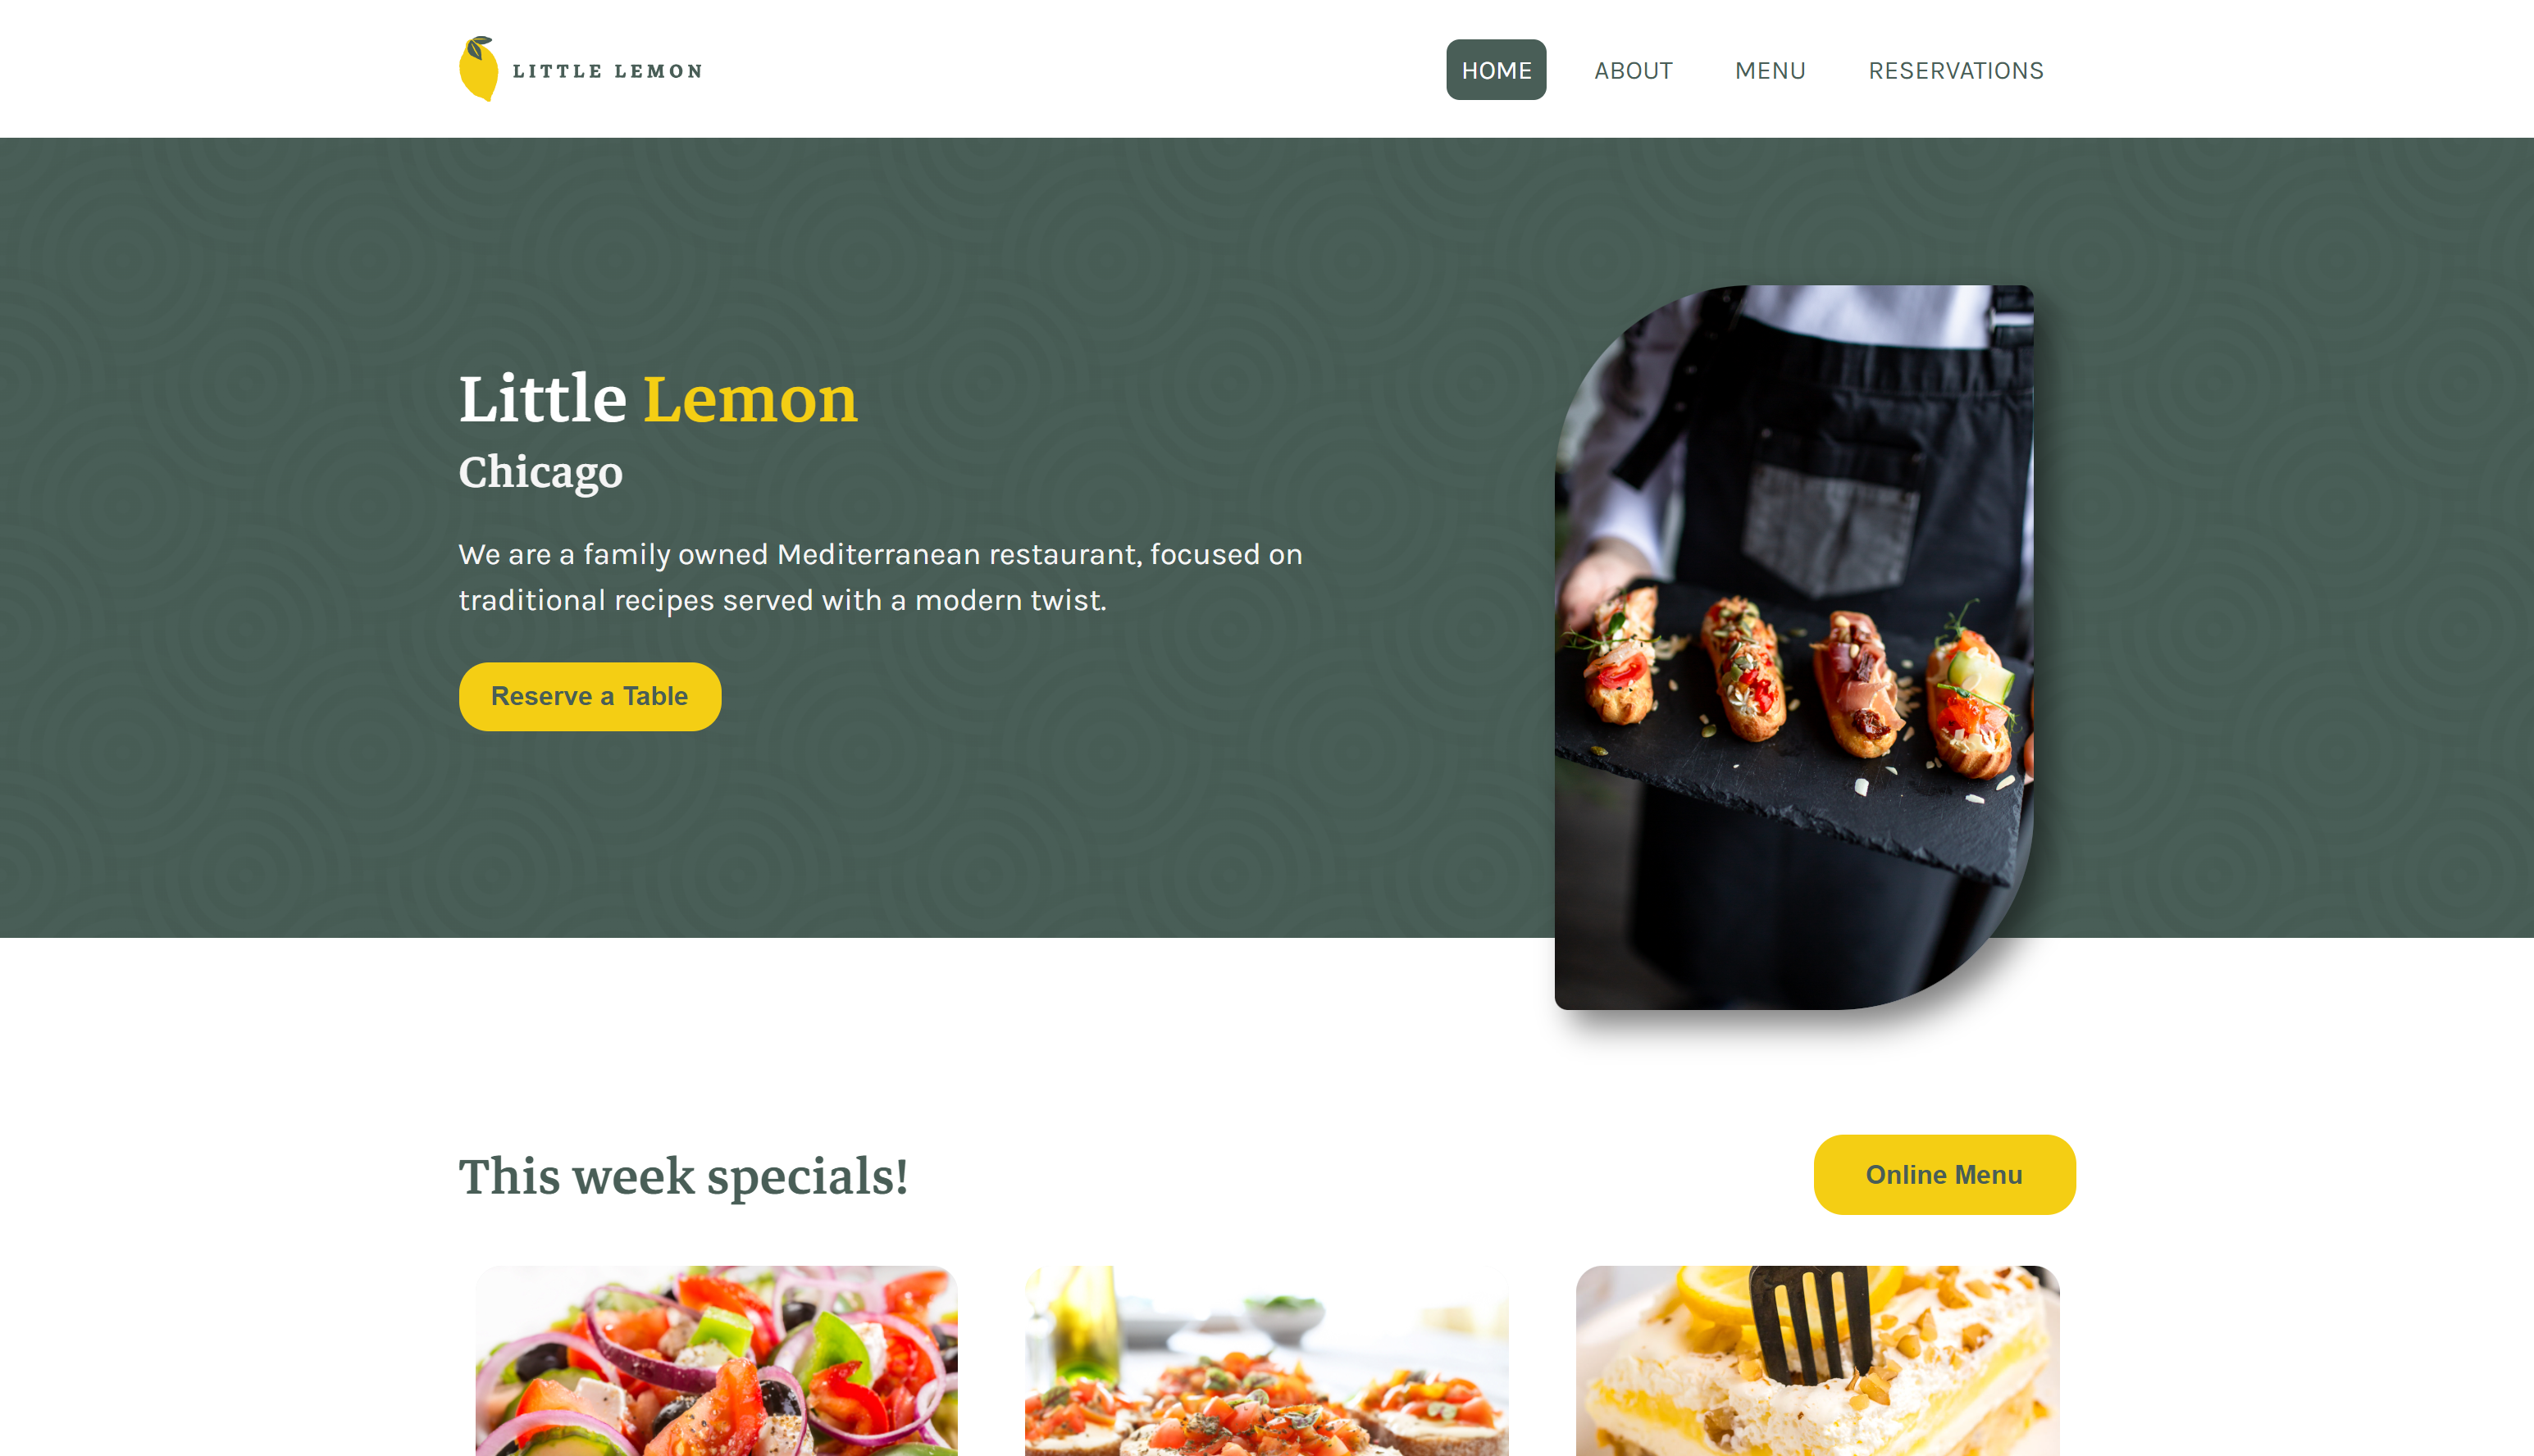 LITTLE LEMON
HOME ABOUT MENU RESERVATIONS
Little Lemon
Chicago
We are a family owned Mediterranean restaurant, focused on
traditional recipes served with a modern twist.
Reserve a Table
This week specials!
Online Menu